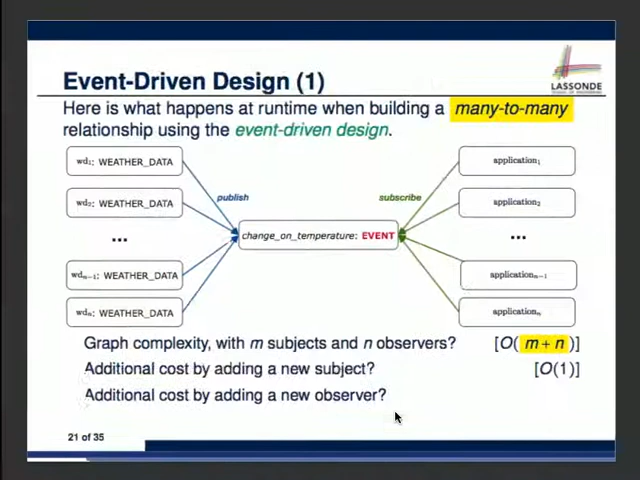 Event-Driven Design (1)
LASSONDE
Here is what happens at runtime when building a many-to-many
relationship using the event-driven design.
wd₁: WEATHER_DATA
application₁
publish
subscribe
wd₂: WEATHER_DATA
application₂
...
change_on_temperature: EVENT
...
wdₙ₋₁: WEATHER_DATA
applicationₙ₋₁
wdₙ: WEATHER_DATA
applicationₙ
Graph complexity, with m subjects and n observers? [O( m + n )]
Additional cost by adding a new subject? [O(1)]
Additional cost by adding a new observer?
21 of 35